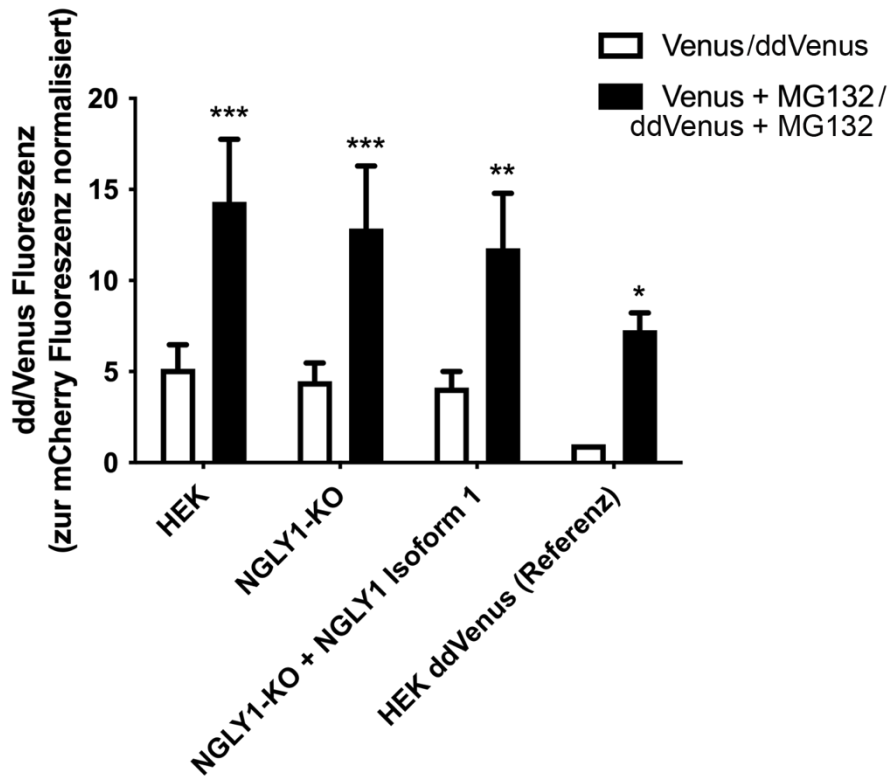 Venus/ddVenus
Venus + MG132/
ddVenus + MG132
dd/Venus Fluoreszenz
(zur mCherry Fluoreszenz normalisiert)
20
15
10
5
0
***
***
**
*
HEK
NGLY1-KO
NGLY1-KO + NGLY1 Isoform 1
HEK ddVenus (Referenz)